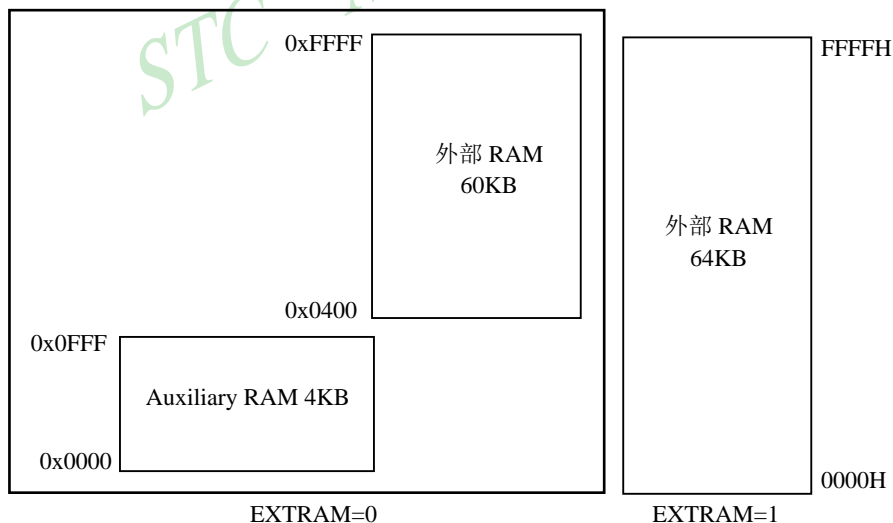 STC
0xFFFF
FFFFH
外部 RAM
60KB
外部 RAM
64KB
0x0400
0x0FFF
Auxiliary RAM 4KB
0x0000
0000H
EXTRAM=0
EXTRAM=1